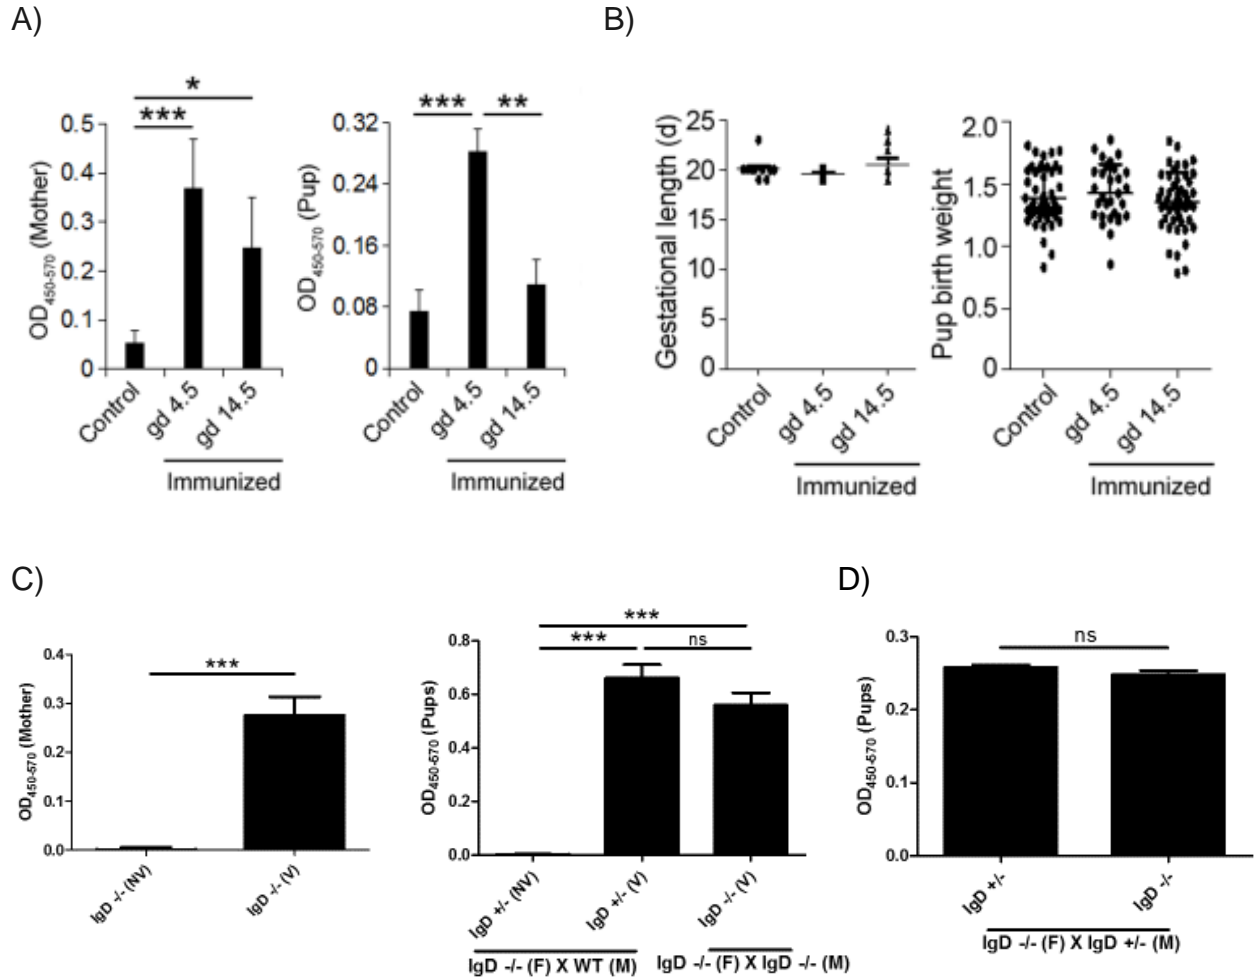 A)
B)
*
***
OD450-570 (Mother)
0.5
0.4
0.3
0.2
0.1
0
Control
gd 4.5
gd 14.5
Immunized
***
**
OD450-570 (Pup)
0.32
0.24
0.16
0.08
0
Control
gd 4.5
gd 14.5
Immunized
Gestational length (d)
25
20
15
10
5
0
Control
gd 4.5
gd 14.5
Immunized
Pup birth weight
2.0
1.5
1.0
0.5
0
Control
gd 4.5
gd 14.5
Immunized
C)
D)
***
OD450-570 (Mother)
0.4
0.3
0.2
0.1
0.0
IgD -/- (NV)
IgD -/- (V)
***
***
ns
OD450-570 (Pups)
0.8
0.6
0.4
0.2
0.0
IgD +/- (NV)
IgD +/- (V)
IgD -/- (V)
IgD -/- (F) X WT (M)
IgD -/- (F) X IgD -/- (M)
ns
OD450-570 (Pups)
0.3
0.2
0.1
0.0
IgD +/-
IgD -/-
IgD -/- (F) X IgD +/- (M)